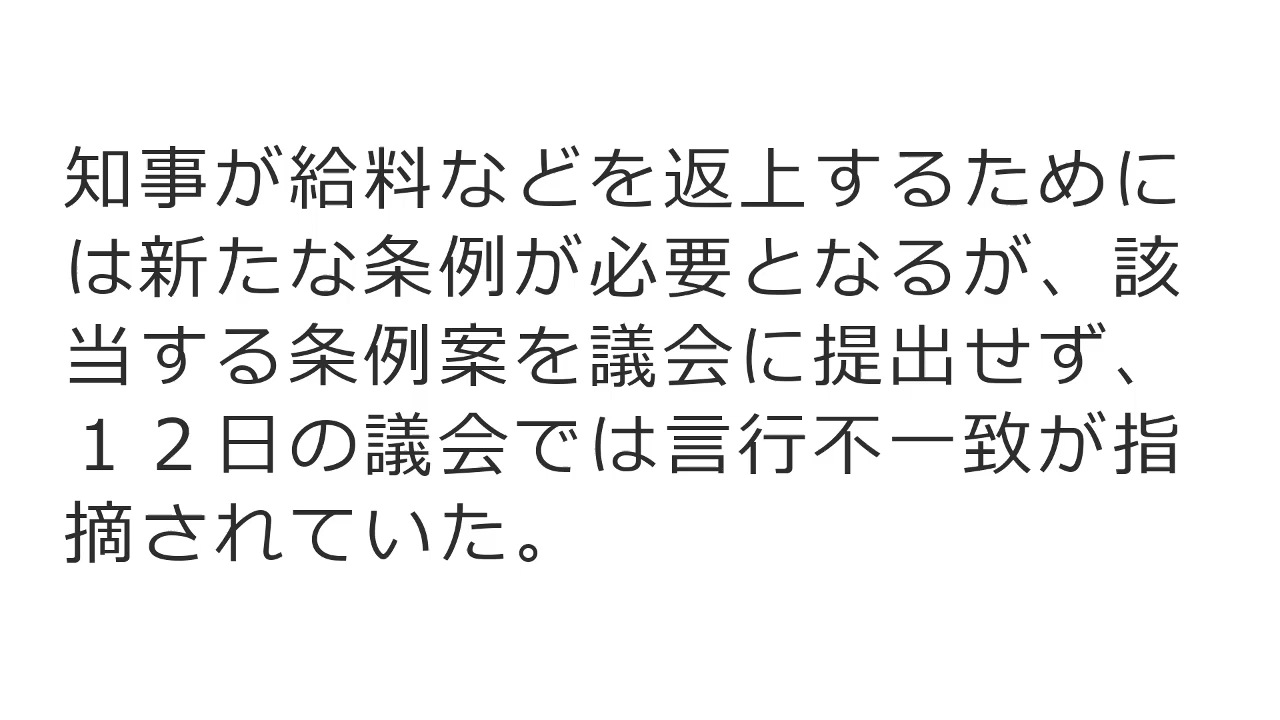 知事が給料などを返上するために
は新たな条例が必要となるが、該
当する条例案を議会に提出せず、
１２日の議会では言行不一致が指
摘されていた。